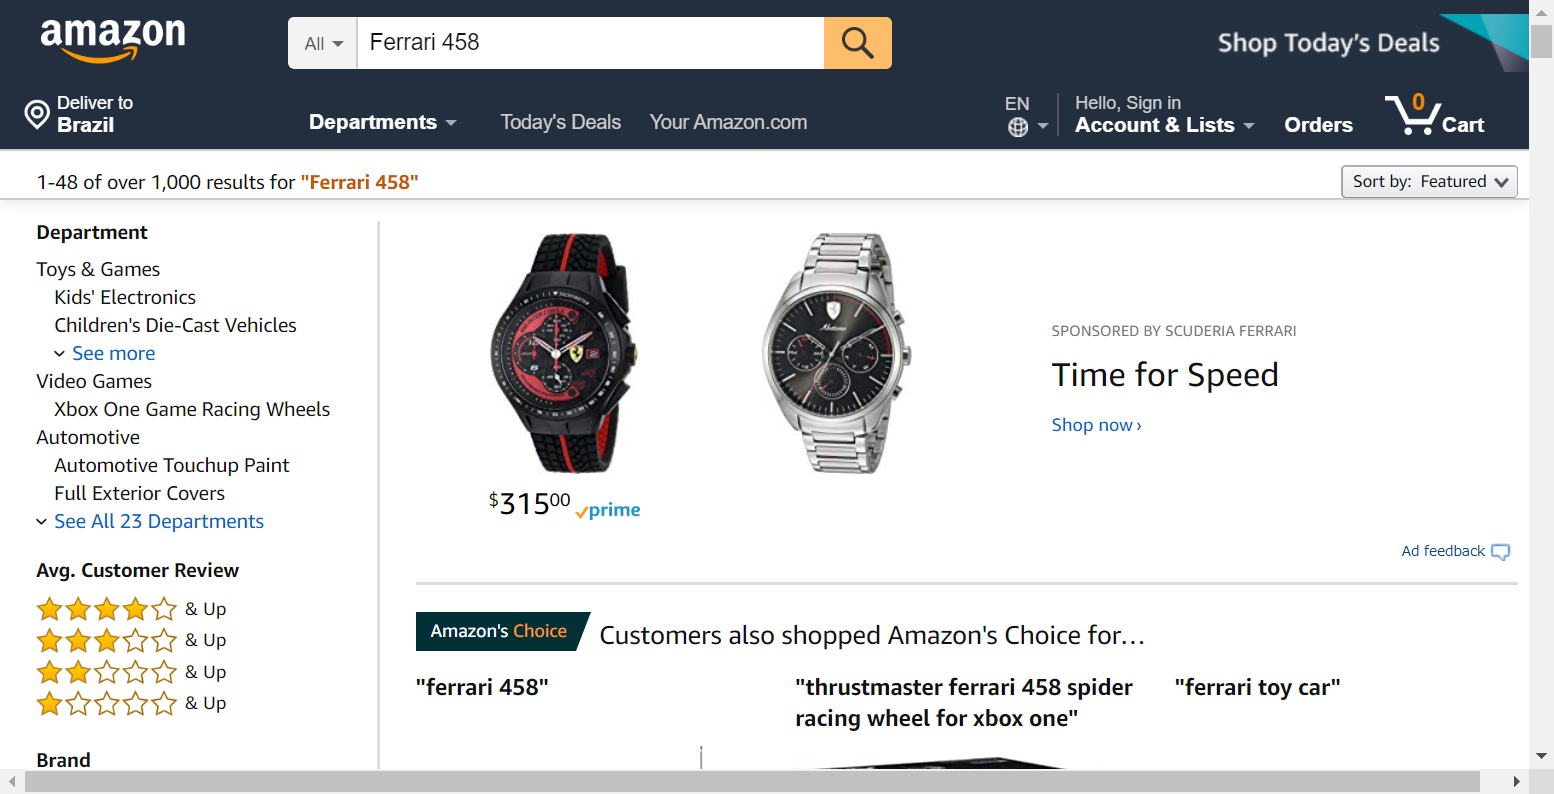 amazon
All
Ferrari 458
Shop Today's Deals
Deliver to
Brazil
Departments
Today's Deals
Your Amazon.com
EN
Hello, Sign in
Account & Lists
Orders
0
Cart
1-48 of over 1,000 results for "Ferrari 458"
Sort by: Featured
Department
Toys & Games
Kids' Electronics
Children's Die-Cast Vehicles
See more
Video Games
Xbox One Game Racing Wheels
Automotive
Automotive Touchup Paint
Full Exterior Covers
See All 23 Departments
Avg. Customer Review
& Up
& Up
& Up
& Up
Brand
TACHYMETER
$31500
prime
SPONSORED BY SCUDERIA FERRARI
Time for Speed
Shop now ›
Ad feedback
Amazon's Choice
Customers also shopped Amazon's Choice for…
"ferrari 458"
"thrustmaster ferrari 458 spider
racing wheel for xbox one"
"ferrari toy car"